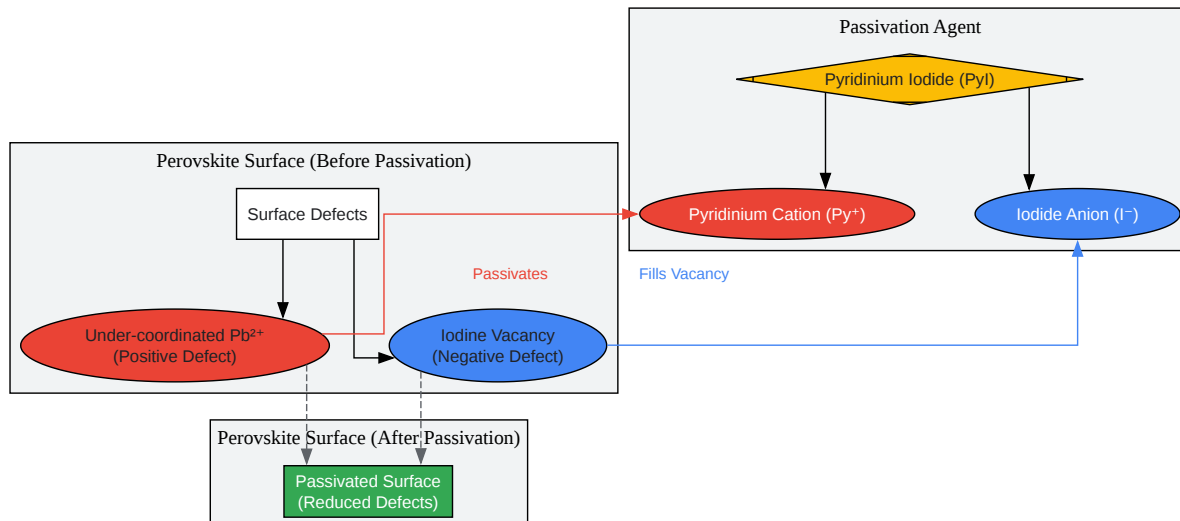 Passivation Agent
Pyridinium Iodide (PyI)
Perovskite Surface (Before Passivation)
Surface Defects
Pyridinium Cation (Py⁺)
Iodide Anion (I⁻)
Passivates
Fills Vacancy
Under-coordinated Pb²⁺
(Positive Defect)
Iodine Vacancy
(Negative Defect)
Perovskite Surface (After Passivation)
Passivated Surface
(Reduced Defects)